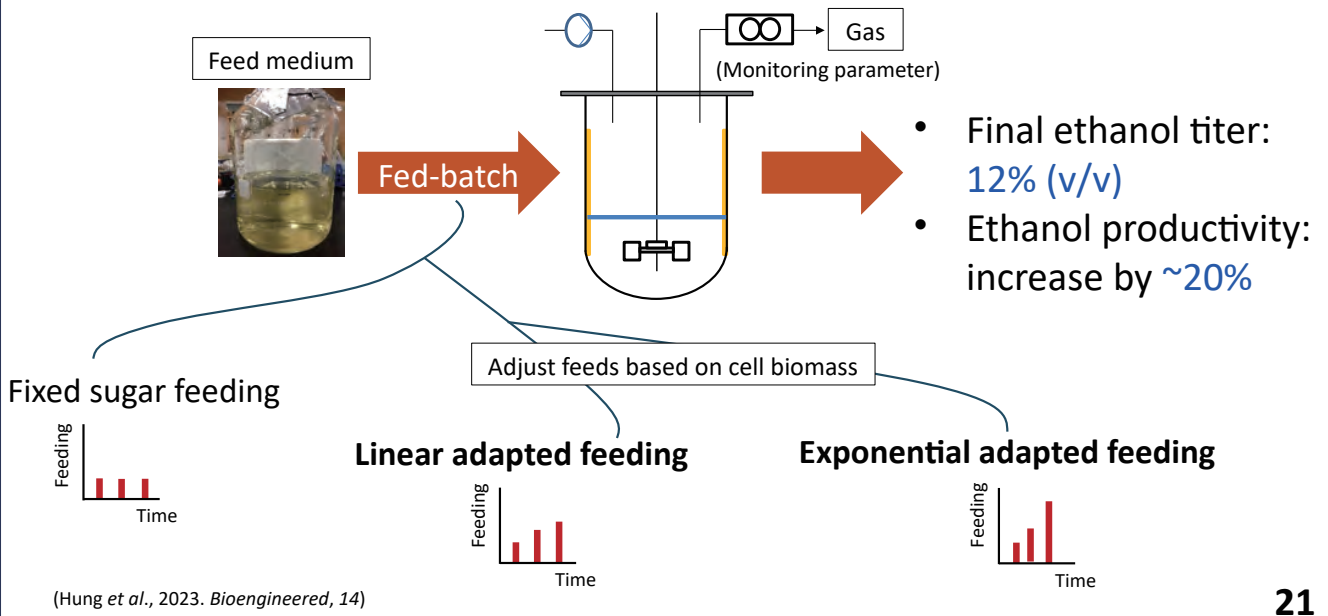 Feed medium
Gas
(Monitoring parameter)
Fed-batch
• Final ethanol titer:
12% (v/v)
• Ethanol productivity:
increase by ~20%
Adjust feeds based on cell biomass
Fixed sugar feeding
Feeding
Time
Linear adapted feeding
Feeding
Time
Exponential adapted feeding
Feeding
Time
(Hung et al., 2023. Bioengineered, 14)
21